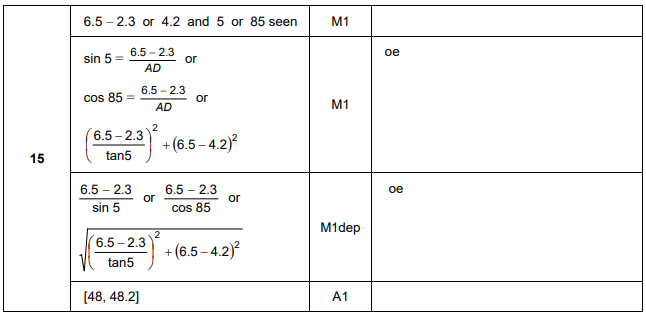 15
6.5 – 2.3 or 4.2 and 5 or 85 seen M1
sin 5 = (6.5 – 2.3)/AD or
cos 85 = (6.5 – 2.3)/AD or
((6.5 – 2.3)/tan5)² + (6.5 – 4.2)²
M1
oe
(6.5 – 2.3)/sin 5 or (6.5 – 2.3)/cos 85 or
√(((6.5 – 2.3)/tan5)² + (6.5 – 4.2)²)
M1dep
oe
[48, 48.2] A1